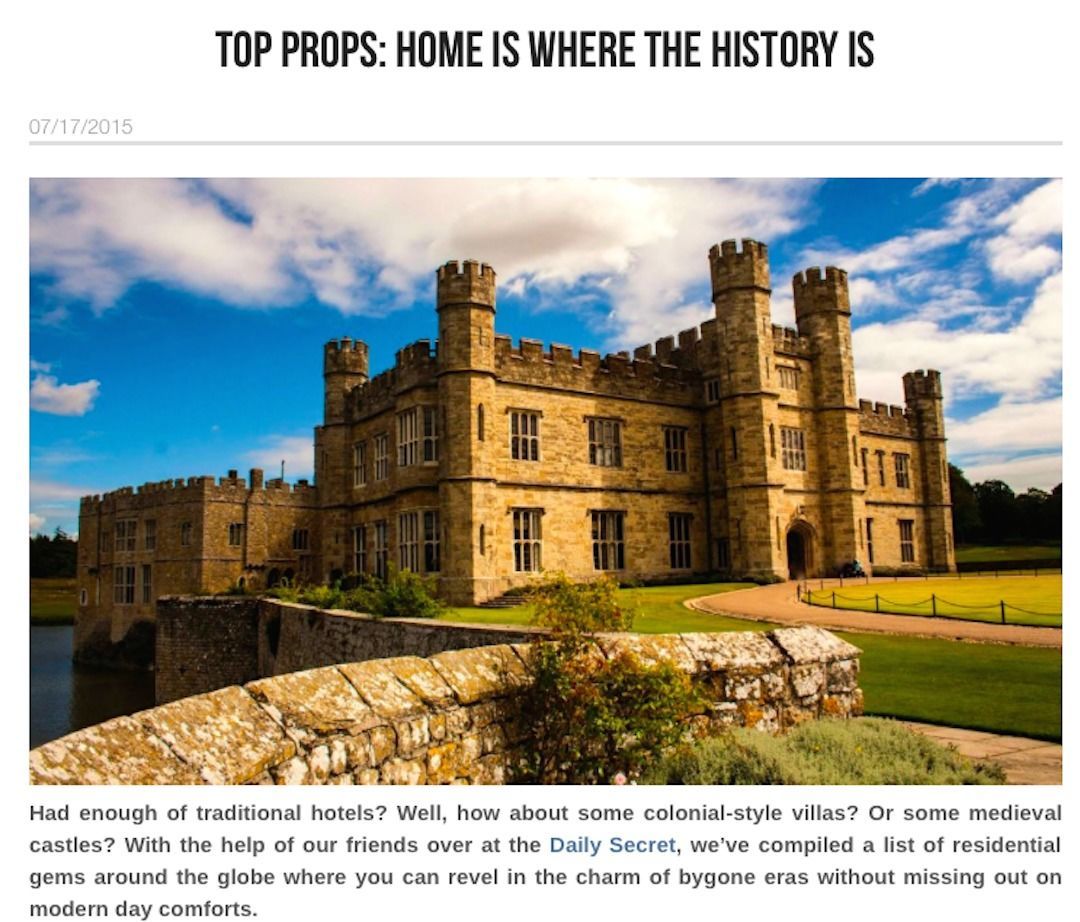 TOP PROPS: HOME IS WHERE THE HISTORY IS
07/17/2015
Had enough of traditional hotels? Well, how about some colonial-style villas? Or some medieval
castles? With the help of our friends over at the Daily Secret, we’ve compiled a list of residential
gems around the globe where you can revel in the charm of bygone eras without missing out on
modern day comforts.